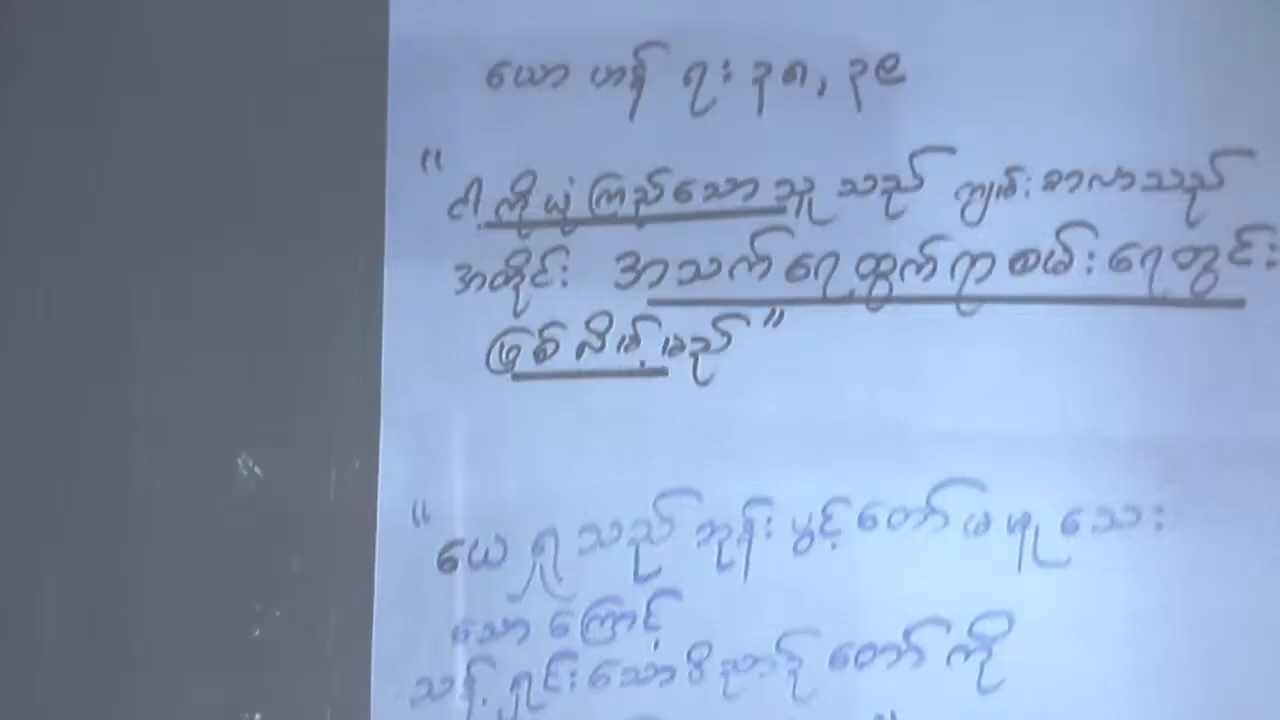 ယောဟန် ၇း ၃၈, ၃၉
"ငါ့ကိုယုံကြည်သောသူသည် ကျမ်းစာလာသည်
အတိုင်း အသက်ရေထွက်ရာစမ်းရေတွင်း
ဖြစ်လိမ့်မည်"
"ယေရှုသည်ဘုန်းပွင့်တော်မမူသေး
သောကြောင့်
သန့်ရှင်းသောဝိညာဉ်တော်ကို